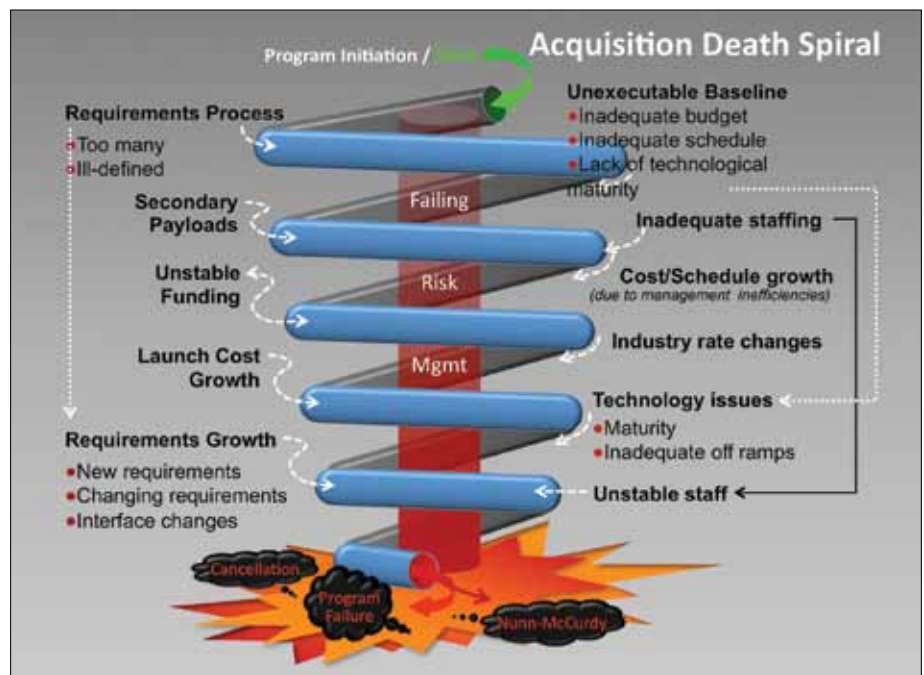 Acquisition Death Spiral
Program Initiation /
Requirements Process
Too many
Ill-defined
Secondary
Payloads
Unstable
Funding
Launch Cost
Growth
Requirements Growth
New requirements
Changing requirements
Interface changes
Failing
Risk
Mgmt
Unexecutable Baseline
Inadequate budget
Inadequate schedule
Lack of technological
maturity
Inadequate staffing
Cost/Schedule growth
(due to management inefficiencies)
Industry rate changes
Technology issues
Maturity
Inadequate off ramps
Unstable staff
Cancellation
Program
Failure
Nunn-McCurdy